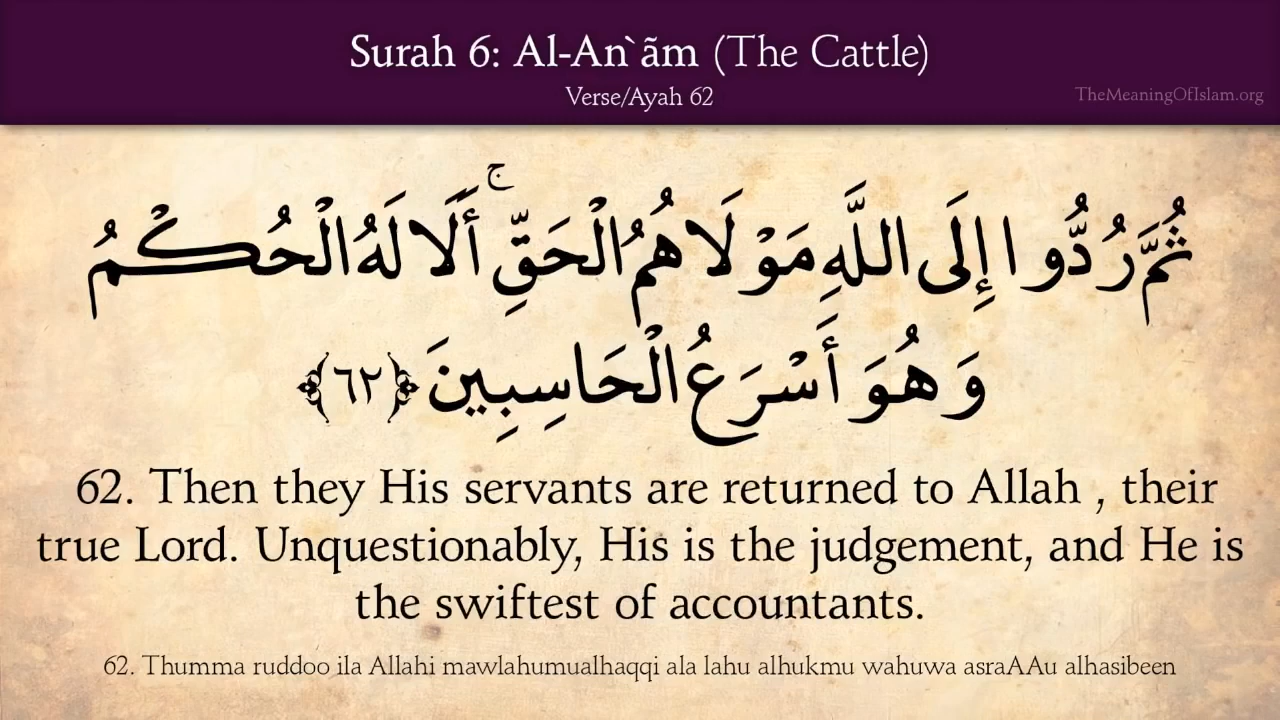 Surah 6: Al-An`ãm (The Cattle)
Verse/Ayah 62
TheMeaningOfIslam.org
ثُمَّ رُدُّوا إِلَى اللَّهِ مَوْلَاهُمُ الْحَقِّ ۚ أَلَا لَهُ الْحُكْمُ
وَهُوَ أَسْرَعُ الْحَاسِبِينَ ﴿٦٢﴾
62. Then they His servants are returned to Allah , their
true Lord. Unquestionably, His is the judgement, and He is
the swiftest of accountants.
62. Thumma ruddoo ila Allahi mawlahumualhaqqi ala lahu alhukmu wahuwa asraAAu alhasibeen